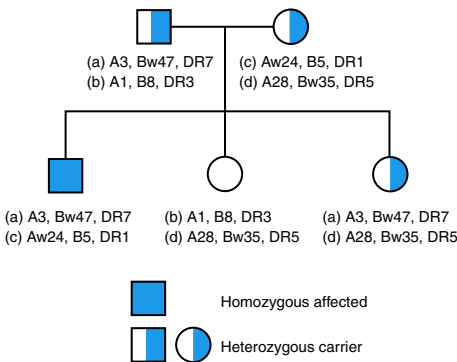 (a) A3, Bw47, DR7
(b) A1, B8, DR3
(c) Aw24, B5, DR1
(d) A28, Bw35, DR5
(a) A3, Bw47, DR7
(c) Aw24, B5, DR1
(b) A1, B8, DR3
(d) A28, Bw35, DR5
(a) A3, Bw47, DR7
(d) A28, Bw35, DR5
Homozygous affected
Heterozygous carrier